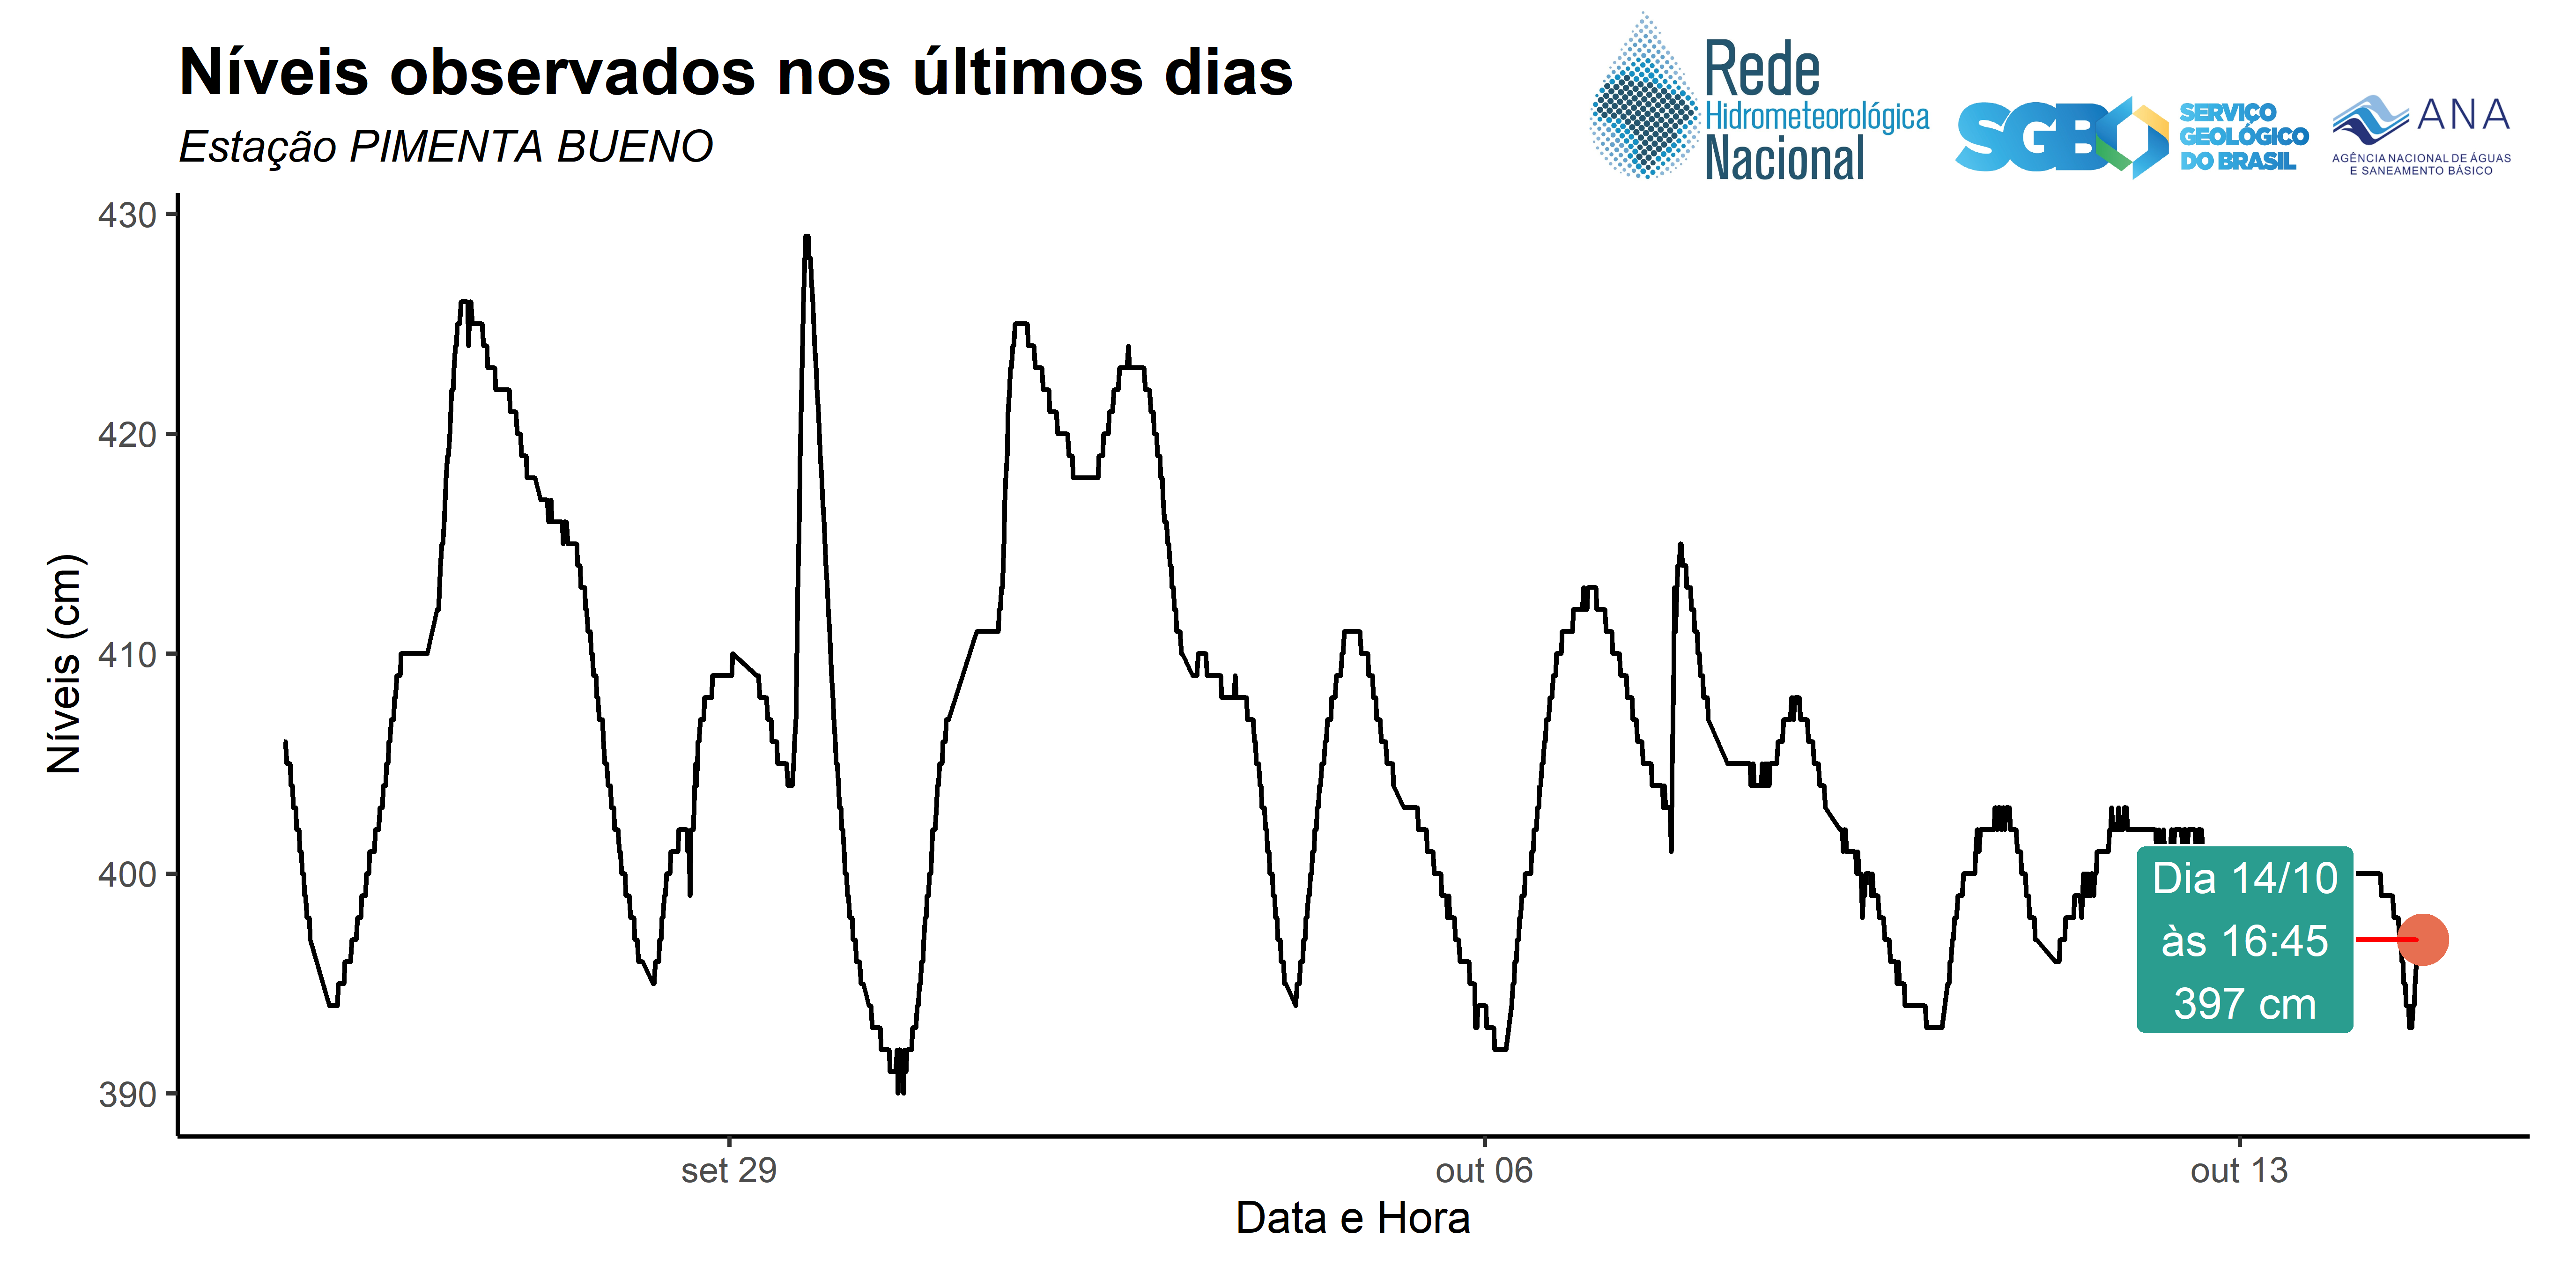 Níveis observados nos últimos dias
Estação PIMENTA BUENO
Rede
Hidrometeorológica
Nacional
SGB
SERVIÇO
GEOLÓGICO
DO BRASIL
ANA
AGÊNCIA NACIONAL DE ÁGUAS
E SANEAMENTO BÁSICO
Níveis (cm)
430
420
410
400
390
Dia 14/10
às 16:45
397 cm
set 29
out 06
out 13
Data e Hora